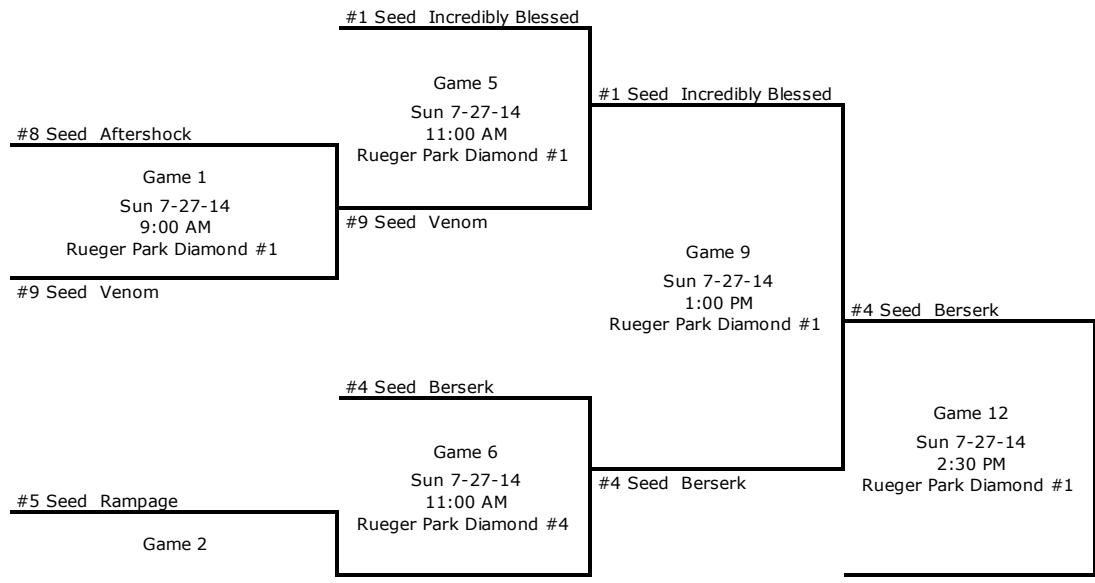 #1 Seed Incredibly Blessed
Game 5
Sun 7-27-14
11:00 AM
Rueger Park Diamond #1
#1 Seed Incredibly Blessed
#8 Seed Aftershock
Game 1
Sun 7-27-14
9:00 AM
Rueger Park Diamond #1
#9 Seed Venom
#9 Seed Venom
Game 9
Sun 7-27-14
1:00 PM
Rueger Park Diamond #1
#4 Seed Berserk
#4 Seed Berserk
Game 6
Sun 7-27-14
11:00 AM
Rueger Park Diamond #4
#4 Seed Berserk
Game 12
Sun 7-27-14
2:30 PM
Rueger Park Diamond #1
#5 Seed Rampage
Game 2